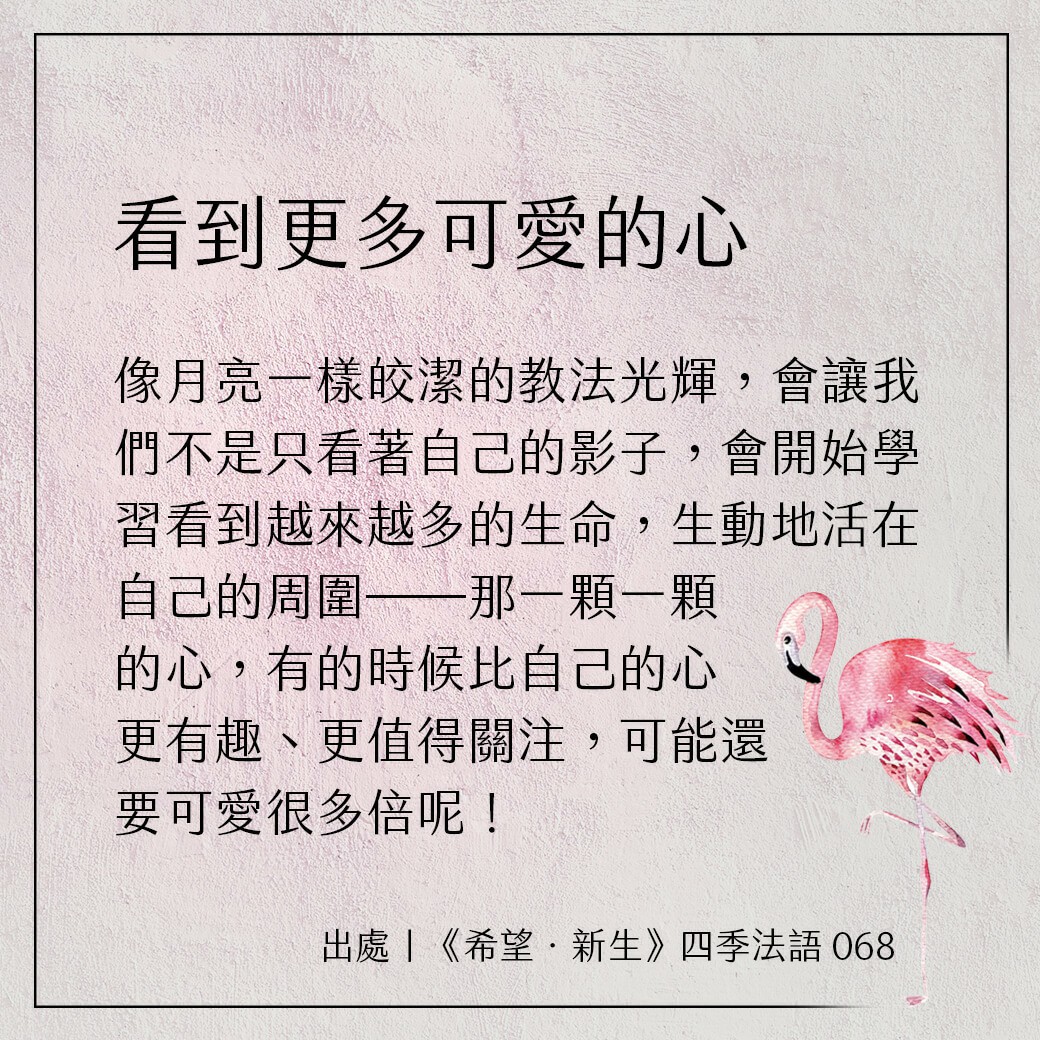 看到更多可愛的心
像月亮一樣皎潔的教法光輝，會讓我
們不是只看著自己的影子，會開始學
習看到越來越多的生命，生動地活在
自己的周圍——那一顆一顆
的心，有的時候比自己的心
更有趣、更值得關注，可能還
要可愛很多倍呢！
出處｜《希望．新生》四季法語 068